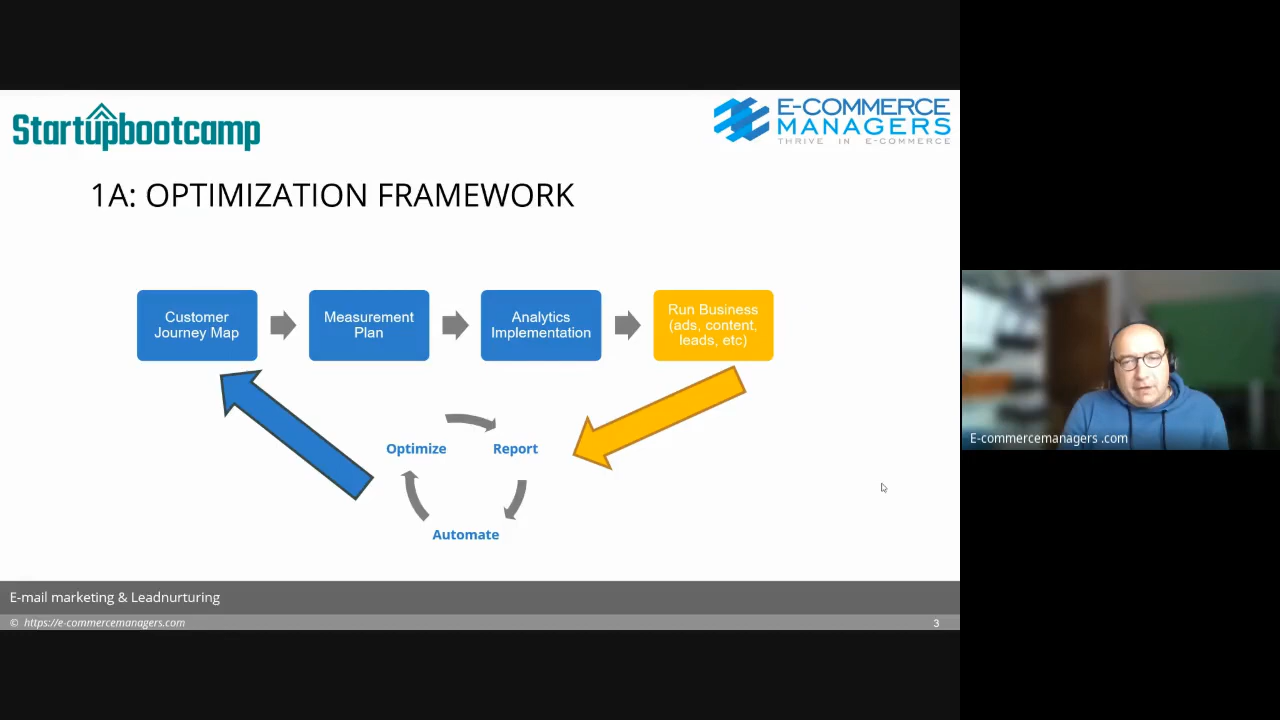 Startupbootcamp
E-COMMERCE
MANAGERS
THRIVE IN E-COMMERCE
1A: OPTIMIZATION FRAMEWORK
Customer
Journey Map
Measurement
Plan
Analytics
Implementation
Run Business
(ads, content,
leads, etc)
Optimize
Report
Automate
E-commercemanagers .com
E-mail marketing & Leadnurturing
© https://e-commercemanagers.com
3